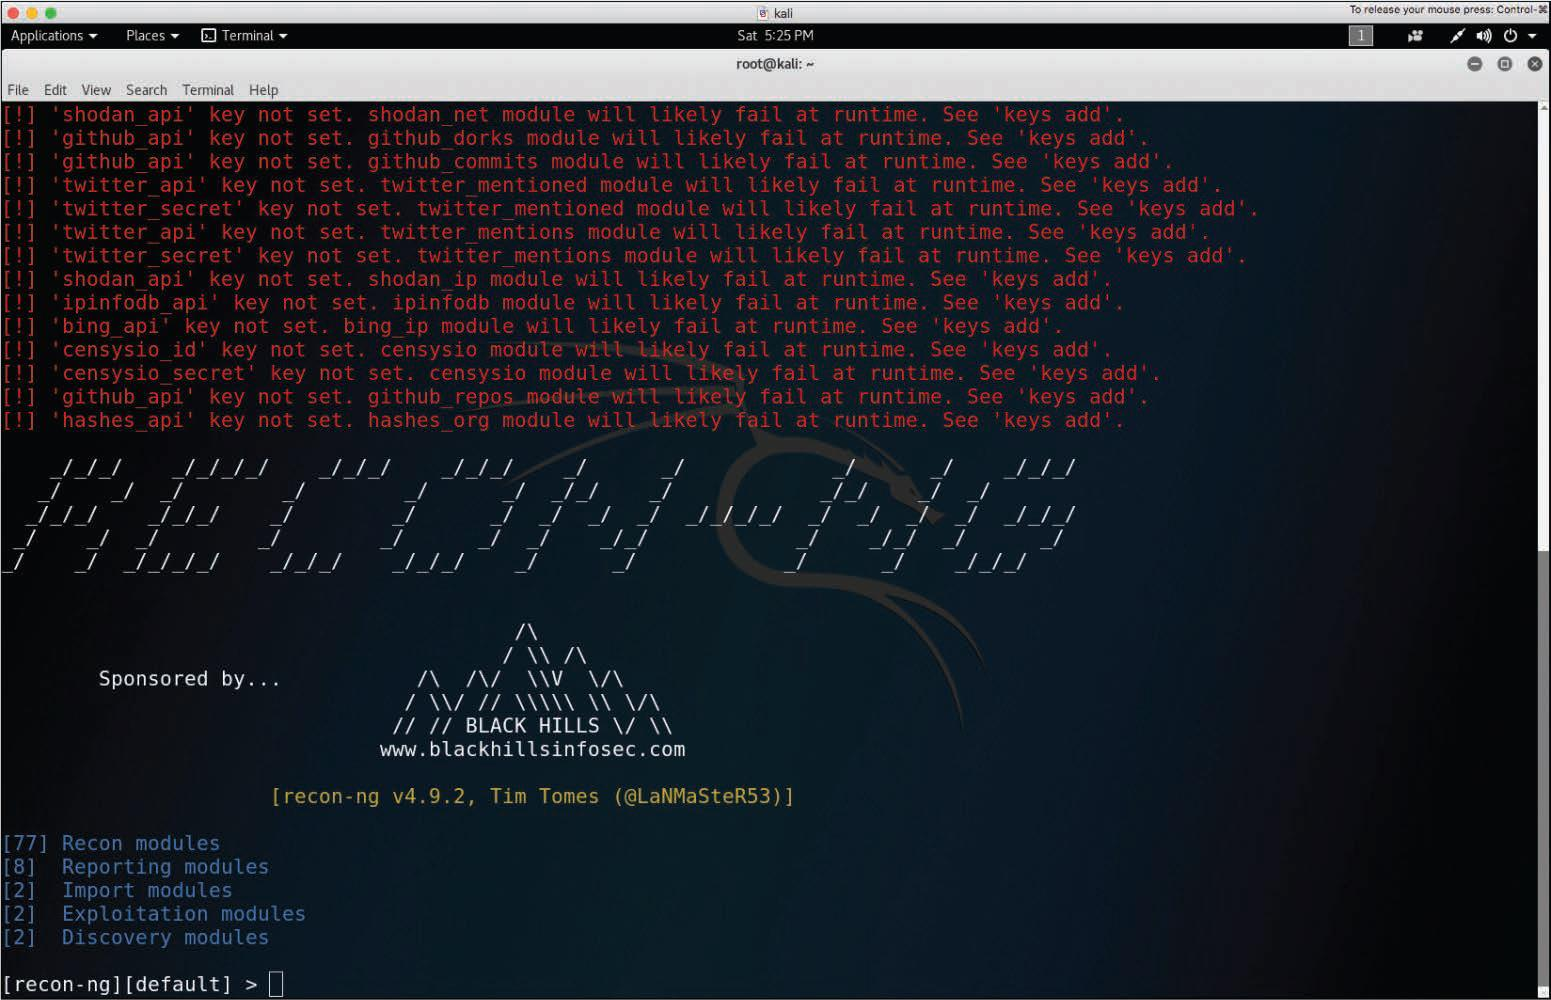 kali
To release your mouse press: Control-⌘
Applications Places Terminal Sat 5:25 PM 1
root@kali: ~
File Edit View Search Terminal Help
[!] 'shodan_api' key not set. shodan_net module will likely fail at runtime. See 'keys add'.
[!] 'github_api' key not set. github_dorks module will likely fail at runtime. See 'keys add'.
[!] 'github_api' key not set. github_commits module will likely fail at runtime. See 'keys add'.
[!] 'twitter_api' key not set. twitter_mentioned module will likely fail at runtime. See 'keys add'.
[!] 'twitter_secret' key not set. twitter_mentioned module will likely fail at runtime. See 'keys add'.
[!] 'twitter_api' key not set. twitter_mentions module will likely fail at runtime. See 'keys add'.
[!] 'twitter_secret' key not set. twitter_mentions module will likely fail at runtime. See 'keys add'.
[!] 'shodan_api' key not set. shodan_ip module will likely fail at runtime. See 'keys add'.
[!] 'ipinfodb_api' key not set. ipinfodb module will likely fail at runtime. See 'keys add'.
[!] 'bing_api' key not set. bing_ip module will likely fail at runtime. See 'keys add'.
[!] 'censysio_id' key not set. censysio module will likely fail at runtime. See 'keys add'.
[!] 'censysio_secret' key not set. censysio module will likely fail at runtime. See 'keys add'.
[!] 'github_api' key not set. github_repos module will likely fail at runtime. See 'keys add'.
[!] 'hashes_api' key not set. hashes_org module will likely fail at runtime. See 'keys add'.
RECON-NG
Sponsored by...
BLACK HILLS
www.blackhillsinfosec.com
[recon-ng v4.9.2, Tim Tomes (@LaNMaSteR53)]
[77] Recon modules
[8] Reporting modules
[2] Import modules
[2] Exploitation modules
[2] Discovery modules
[recon-ng][default] >